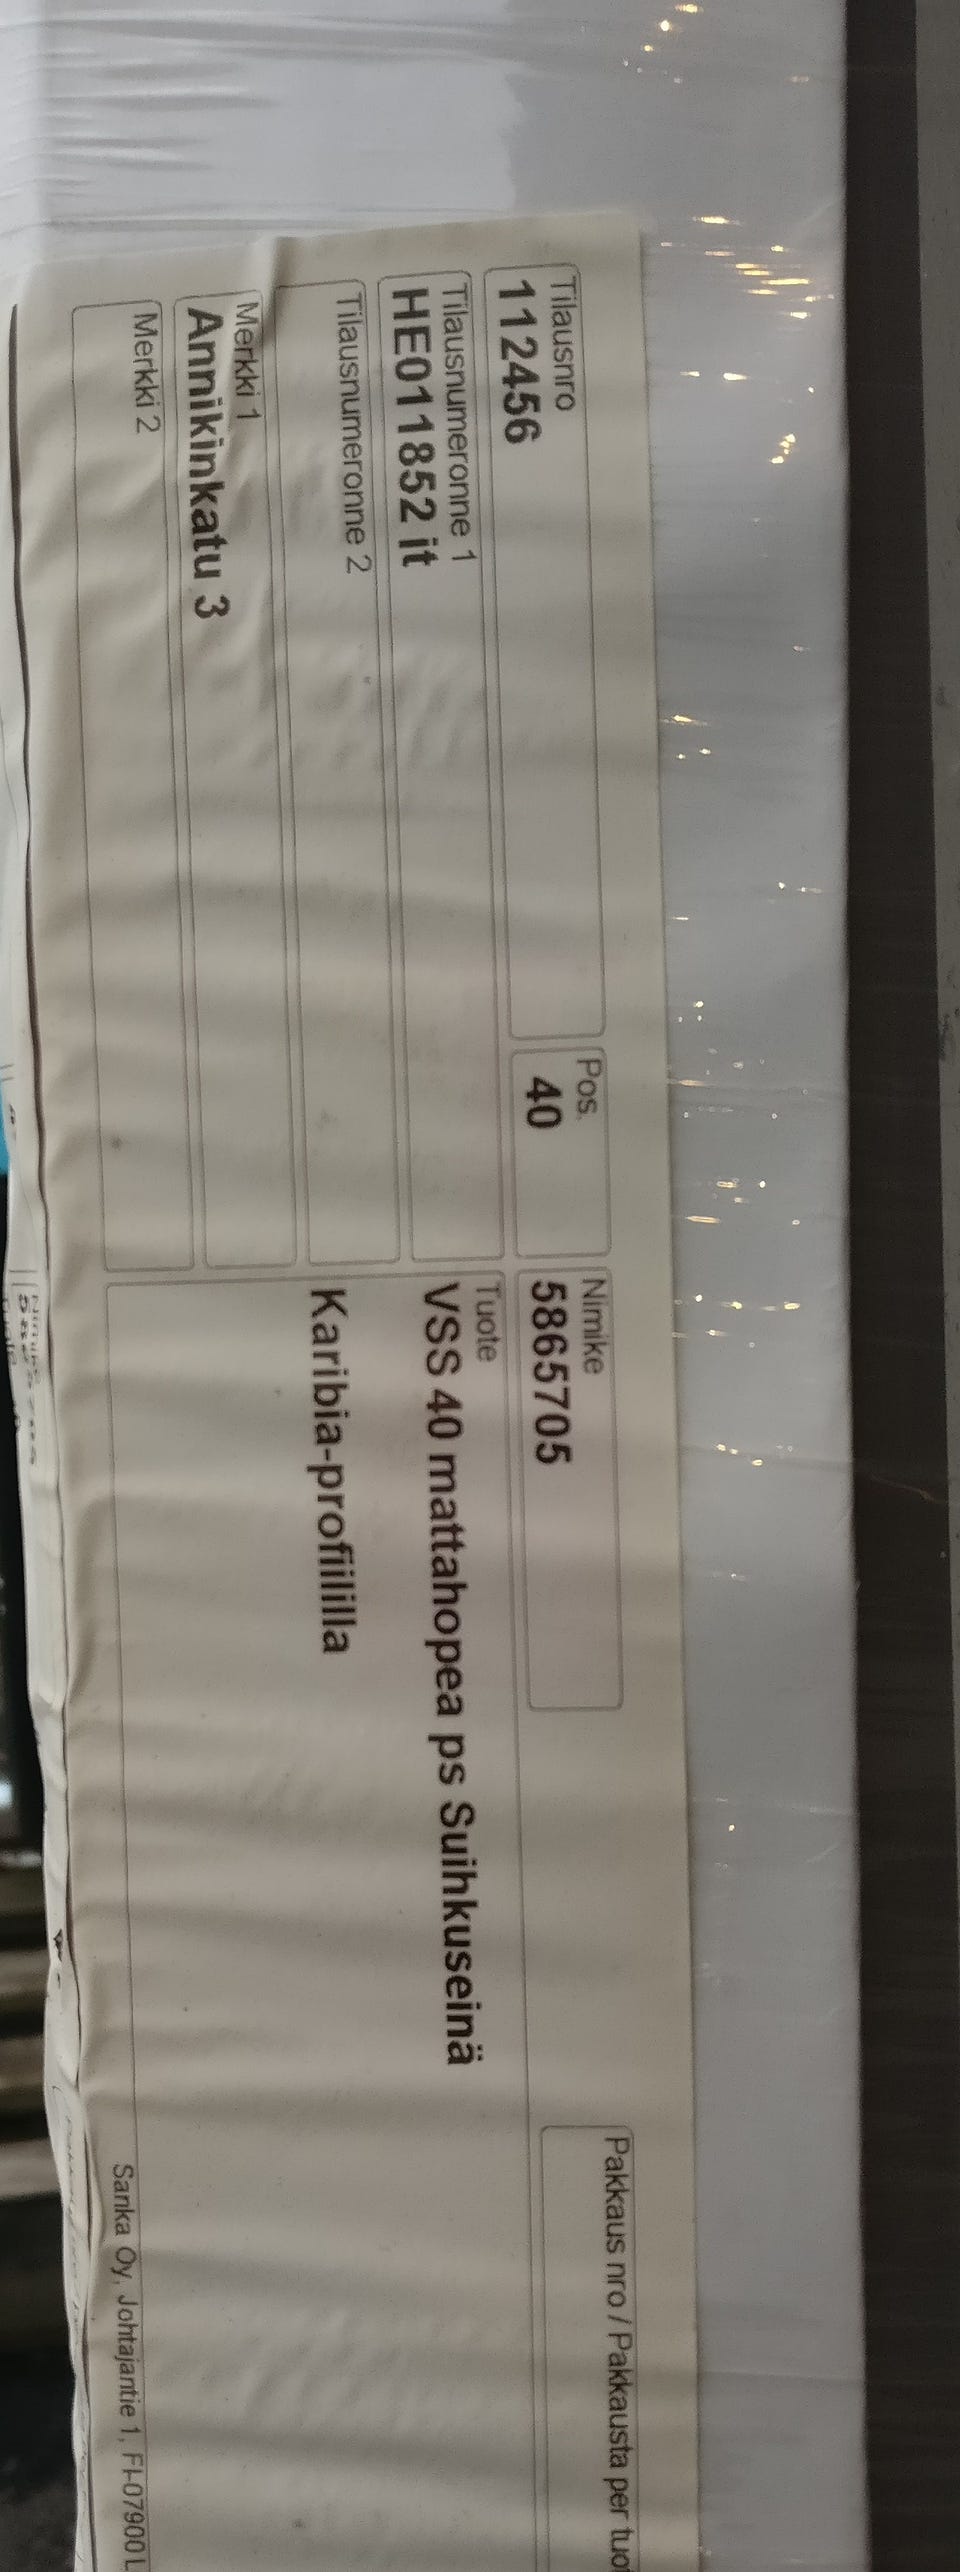 Tilausnro
112456
Pos.
40
Nimike
5865705
Pakkaus nro / Pakkausta per tuot
Tilausnumeronne 1
HE011852 it
Tuote
VSS 40 mattahopea ps Suihkuseinä
Karibia-profiililla
Tilausnumeronne 2
Merkki 1
Annikinkatu 3
Merkki 2
Sanka Oy, Johtajantie 1, FI-07900 L